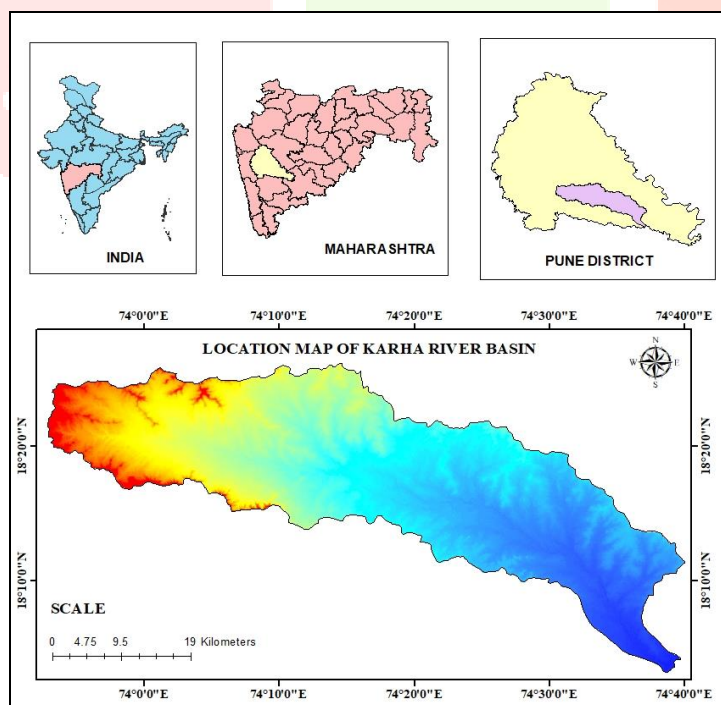 INDIA
MAHARASHTRA
PUNE DISTRICT
74°0'0"E 74°10'0"E 74°20'0"E 74°30'0"E 74°40'0"E
LOCATION MAP OF KARHA RIVER BASIN
N
W E
S
18°20'0"N 18°20'0"N
18°10'0"N 18°10'0"N
SCALE
0 4.75 9.5 19 Kilometers
74°0'0"E 74°10'0"E 74°20'0"E 74°30'0"E 74°40'0"E